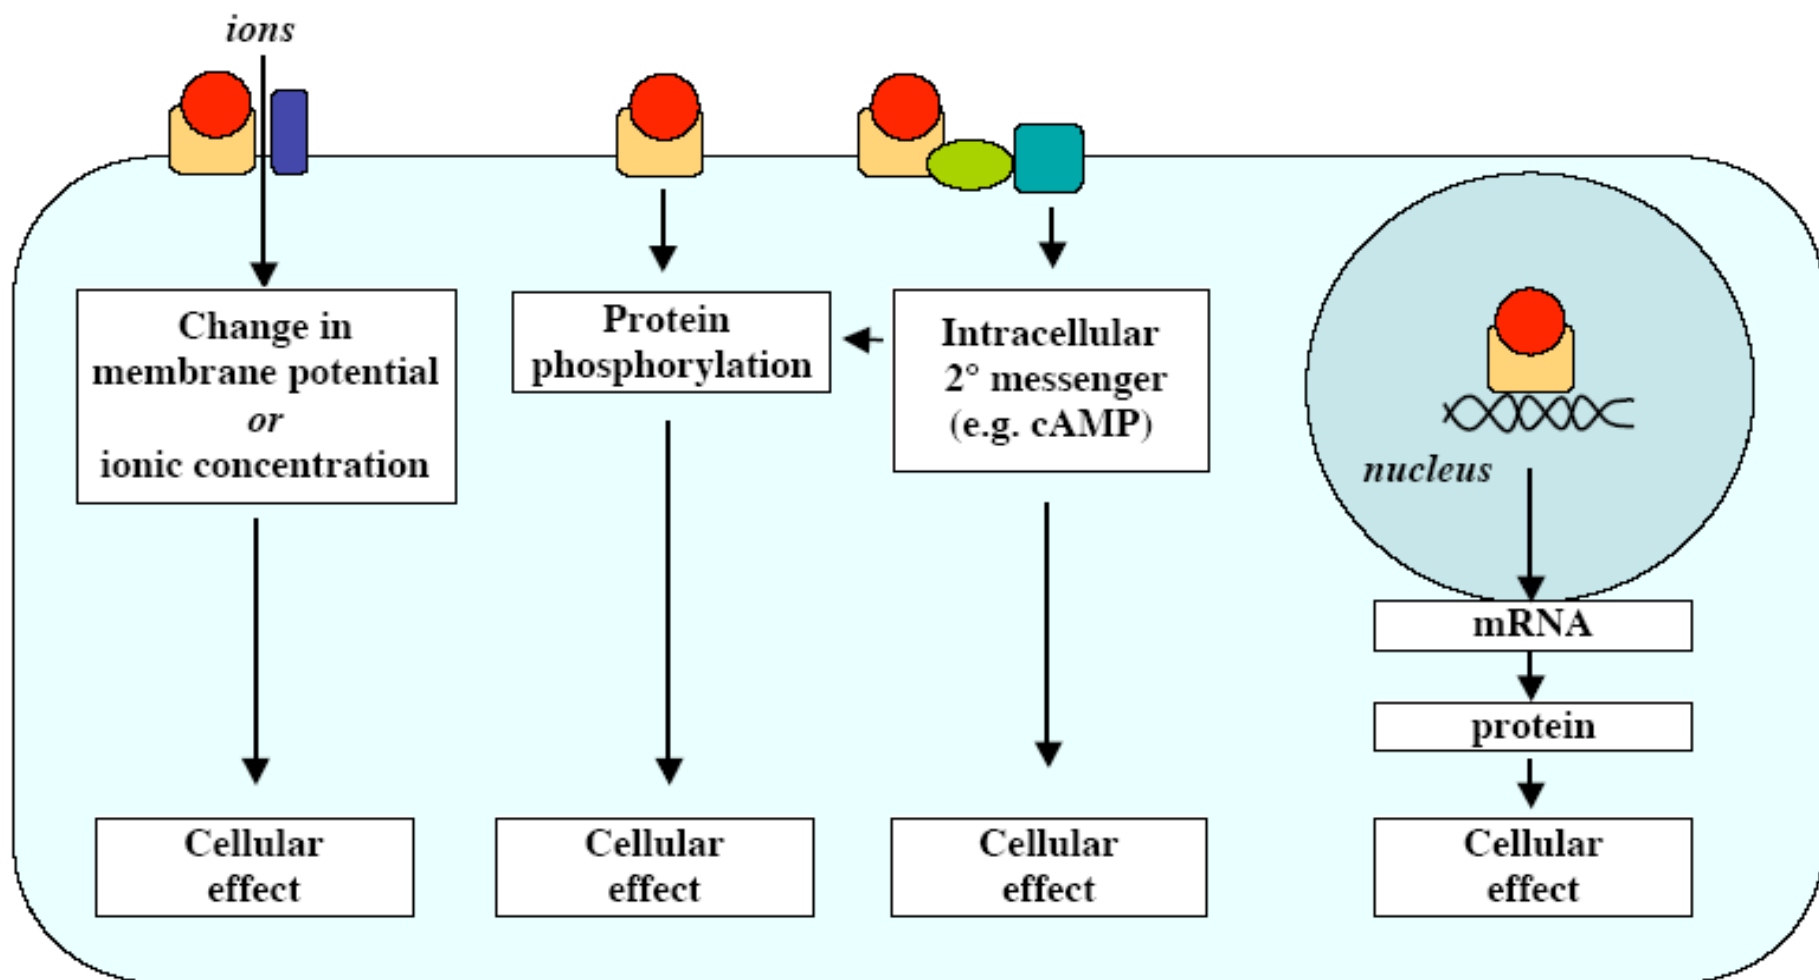 ions
Change in
membrane potential
or
ionic concentration
Protein
phosphorylation
Intracellular
2° messenger
(e.g. cAMP)
nucleus
mRNA
protein
Cellular
effect
Cellular
effect
Cellular
effect
Cellular
effect